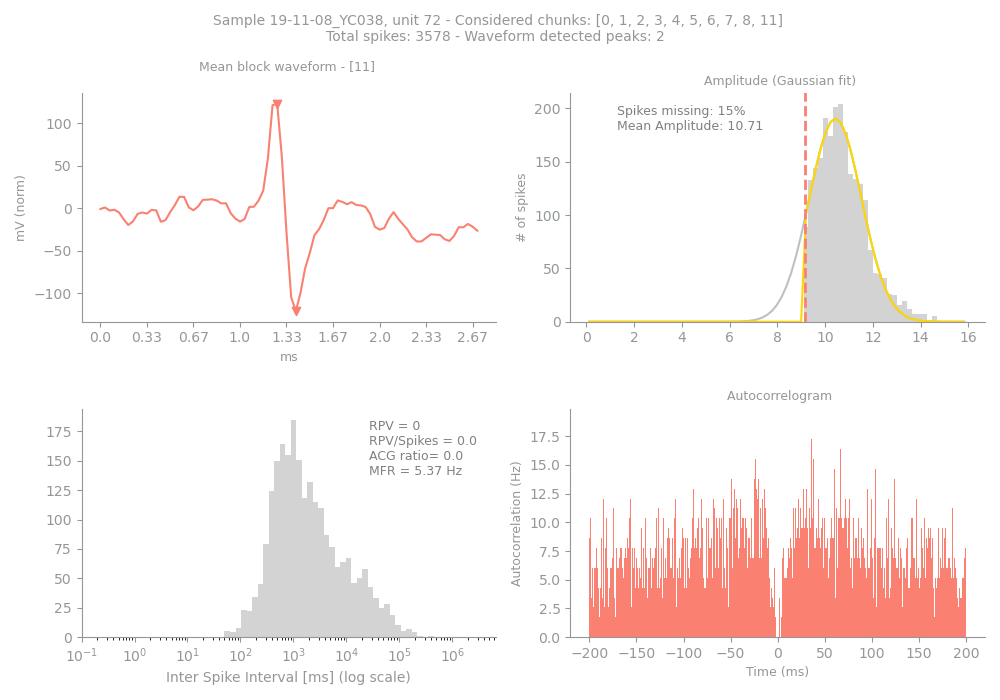 Sample 19-11-08_YC038, unit 72 - Considered chunks: [0, 1, 2, 3, 4, 5, 6, 7, 8, 11]
Total spikes: 3578 - Waveform detected peaks: 2
Mean block waveform - [11]
mV (norm)
100
50
0
−50
−100
0.0 0.33 0.67 1.0 1.33 1.67 2.0 2.33 2.67
ms
Amplitude (Gaussian fit)
Spikes missing: 15%
Mean Amplitude: 10.71
# of spikes
200
150
100
50
0
0 2 4 6 8 10 12 14 16
RPV = 0
RPV/Spikes = 0.0
ACG ratio= 0.0
MFR = 5.37 Hz
175
150
125
100
75
50
25
0
10⁻¹ 10⁰ 10¹ 10² 10³ 10⁴ 10⁵ 10⁶
Inter Spike Interval [ms] (log scale)
Autocorrelogram
Autocorrelation (Hz)
17.5
15.0
12.5
10.0
7.5
5.0
2.5
0.0
−200 −150 −100 −50 0 50 100 150 200
Time (ms)